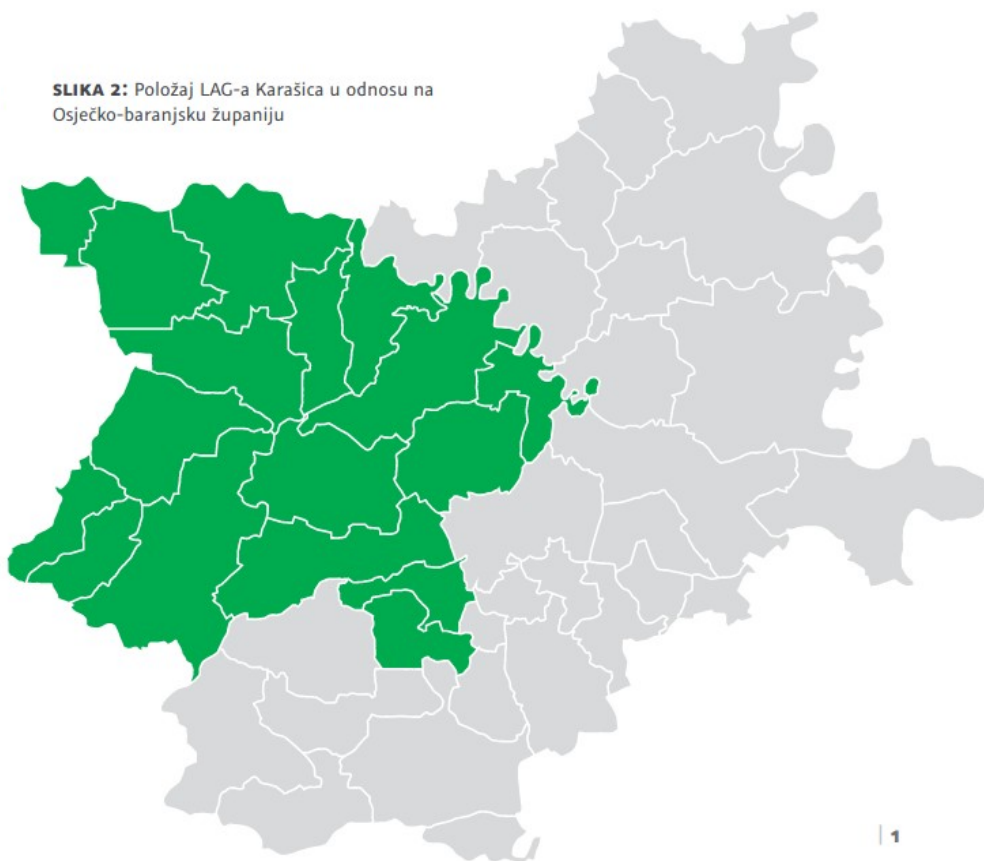 SLIKA 2: Položaj LAG-a Karašica u odnosu na
Osječko-baranjsku županiju
| 1